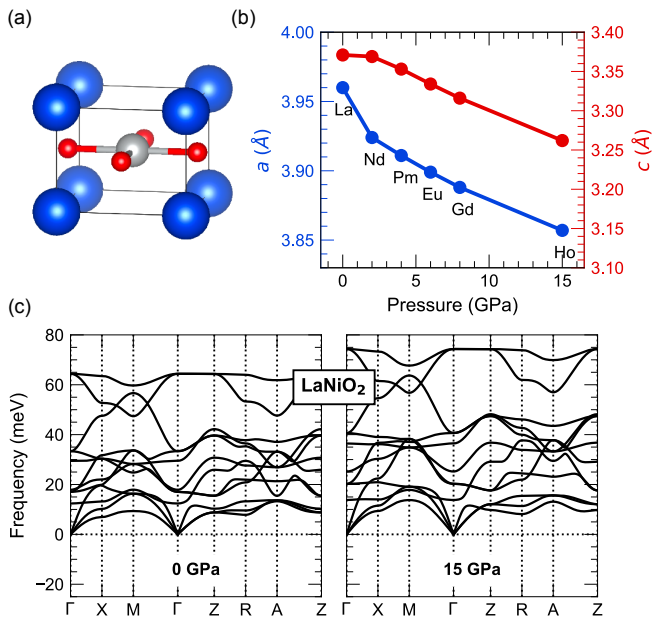 (a)
(b)
4.00
3.95
3.90
3.85
a (Å)
La
Nd
Pm
Eu
Gd
Ho
3.40
3.35
3.30
3.25
3.20
3.15
3.10
c (Å)
0 5 10 15
Pressure (GPa)
(c)
80
60
40
20
0
−20
Frequency (meV)
LaNiO₂
0 GPa
15 GPa
Γ X M Γ Z R A Z
Γ X M Γ Z R A Z